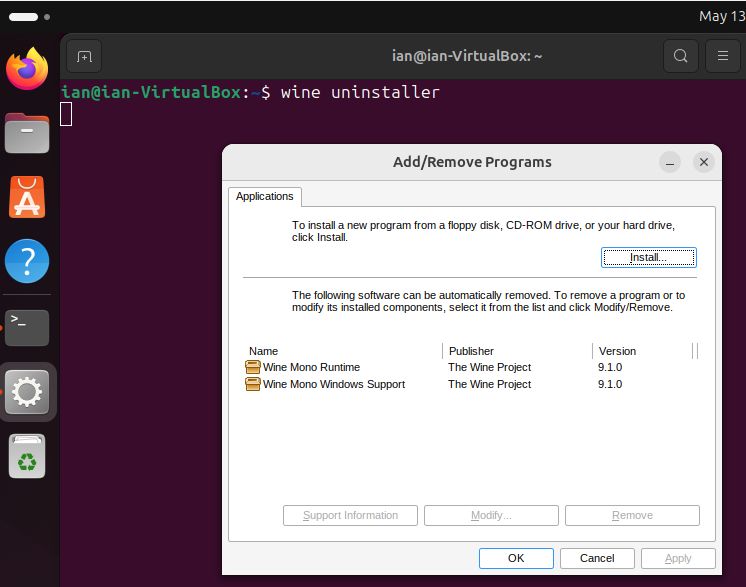 May 13
ian@ian-VirtualBox: ~
ian@ian-VirtualBox:~$ wine uninstaller
Add/Remove Programs
Applications
To install a new program from a floppy disk, CD-ROM drive, or your hard drive,
click Install.
Install...
The following software can be automatically removed. To remove a program or to
modify its installed components, select it from the list and click Modify/Remove.
Name Publisher Version
Wine Mono Runtime The Wine Project 9.1.0
Wine Mono Windows Support The Wine Project 9.1.0
Support Information Modify... Remove
OK Cancel Apply